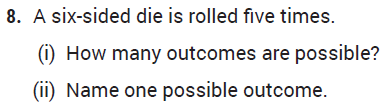 8. A six-sided die is rolled five times.
(i) How many outcomes are possible?
(ii) Name one possible outcome.